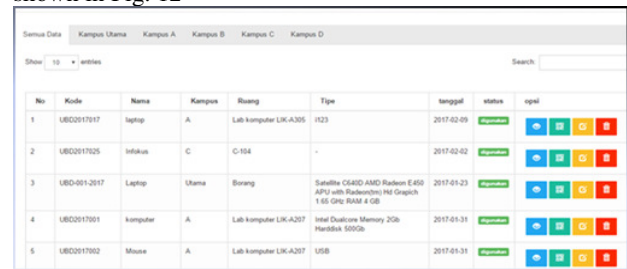 shown in Fig. 12
Semua Data Kampus Utama Kampus A Kampus B Kampus C Kampus D
Show 10 entries Search:
No Kode Nama Kampus Ruang Tipe tanggal status opsi
1 UBD2017017 laptop A Lab komputer LIK-A305 i123 2017-02-09 digunakan
2 UBD2017025 Infokus C C-104 - 2017-02-02 digunakan
3 UBD-001-2017 Laptop Utama Borang Satellite C640D AMD Radeon E450 2017-01-23 digunakan
APU with Radeon(tm) Hd Grapich
1.65 GHz RAM 4 GB
4 UBD2017001 komputer A Lab komputer LIK-A207 Intel Dualcore Memory 2Gb 2017-01-31 digunakan
Harddisk 500Gb
5 UBD2017002 Mouse A Lab komputer LIK-A207 USB 2017-01-31 digunakan